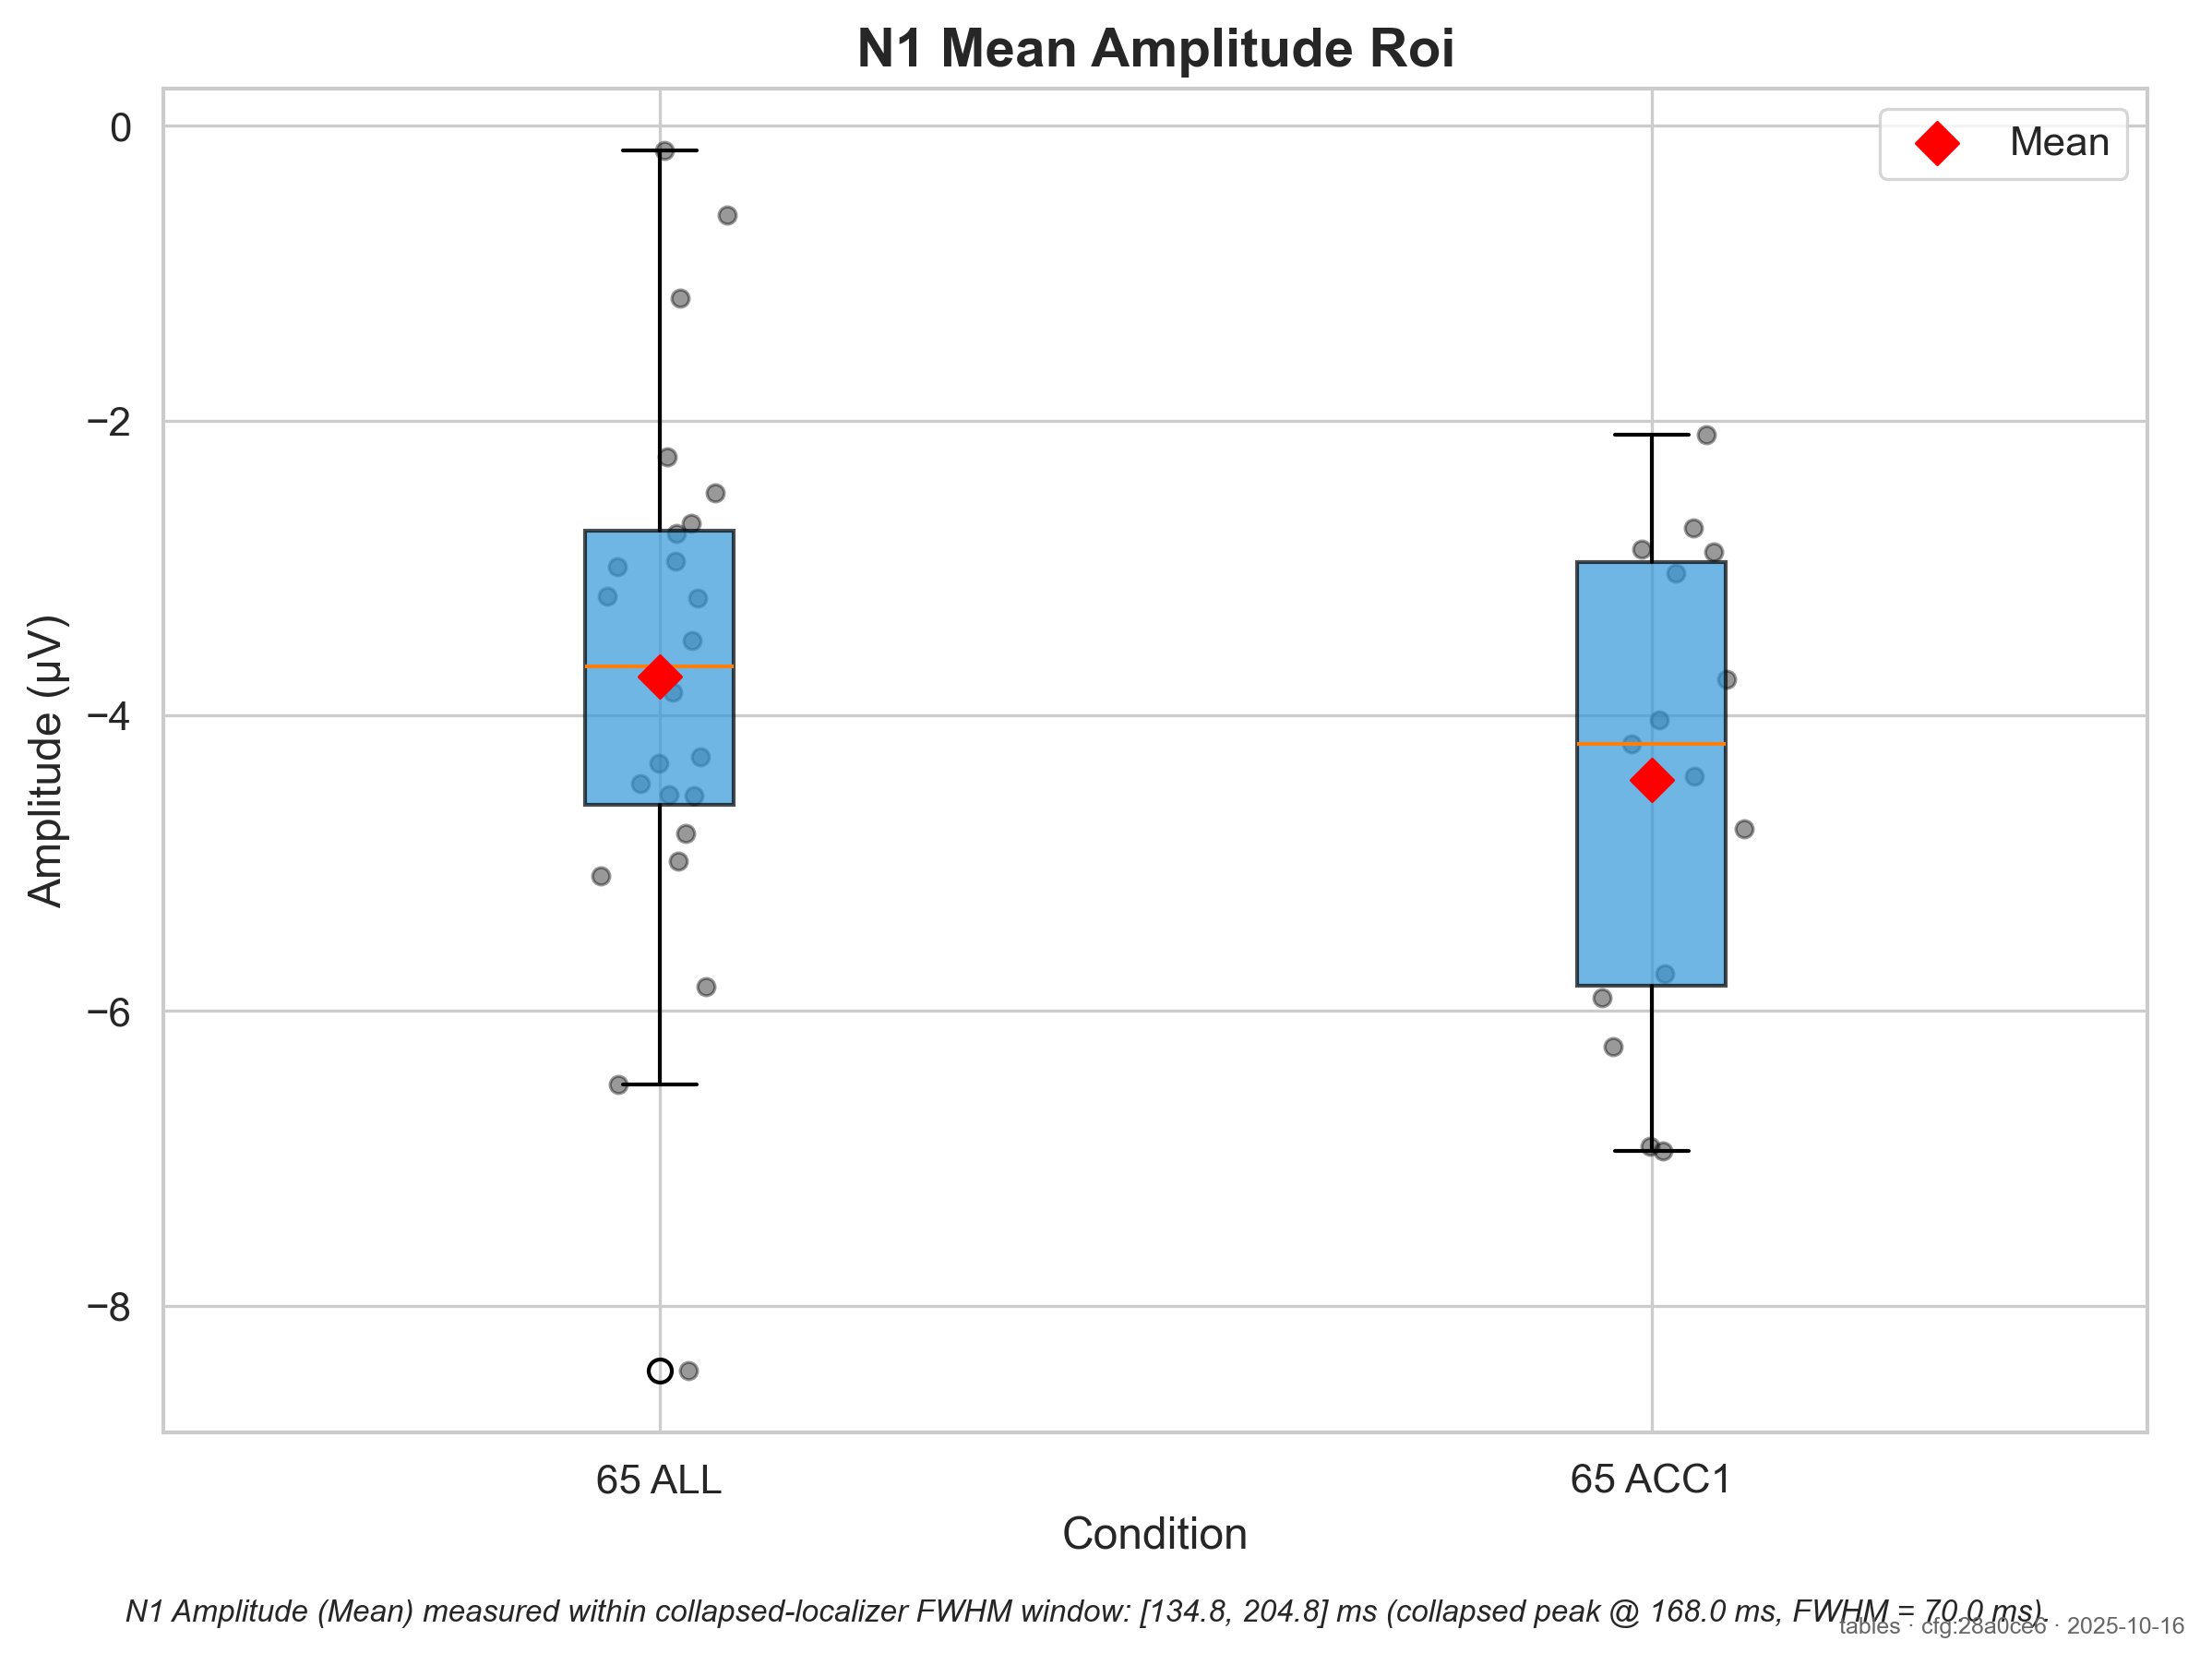 N1 Mean Amplitude Roi
Mean
0
−2
−4
−6
−8
Amplitude (µV)
65 ALL
65 ACC1
Condition
N1 Amplitude (Mean) measured within collapsed-localizer FWHM window: [134.8, 204.8] ms (collapsed peak @ 168.0 ms, FWHM = 70.0 ms).
tables · cfg:28a0ce6 · 2025-10-16